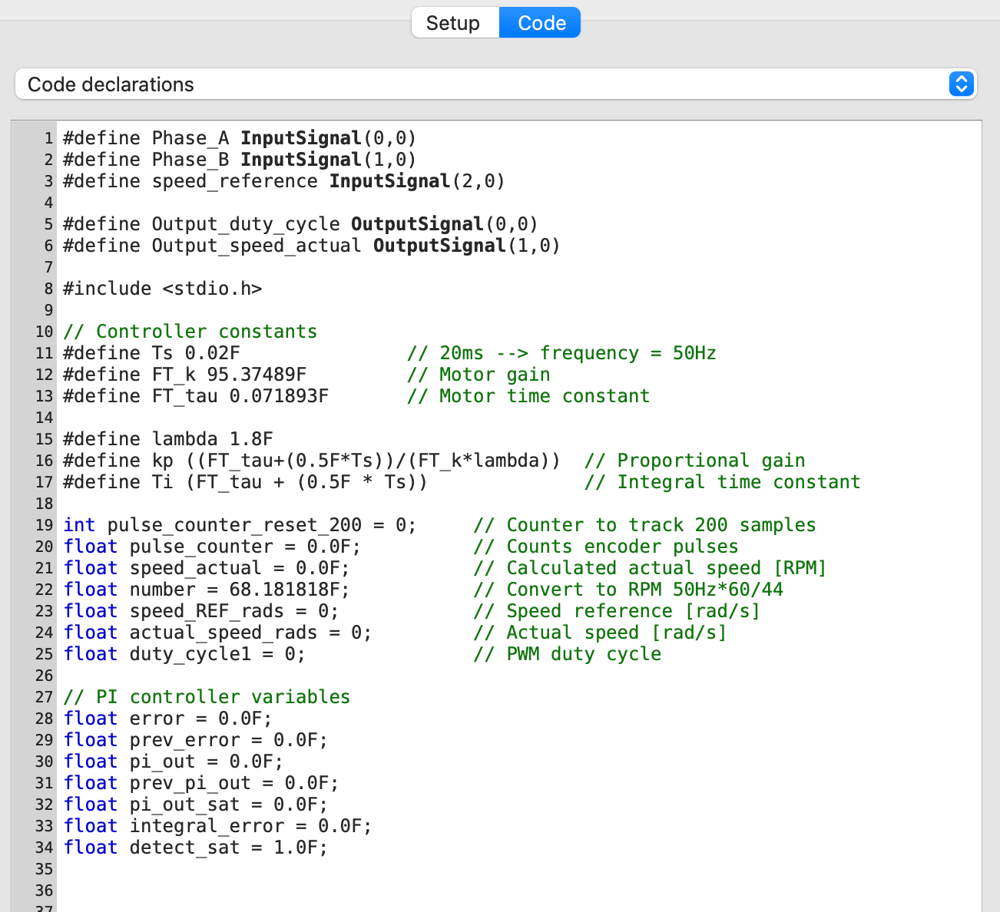 Setup Code
Code declarations
1 #define Phase_A InputSignal(0,0)
2 #define Phase_B InputSignal(1,0)
3 #define speed_reference InputSignal(2,0)
4
5 #define Output_duty_cycle OutputSignal(0,0)
6 #define Output_speed_actual OutputSignal(1,0)
7
8 #include <stdio.h>
9
10 // Controller constants
11 #define Ts 0.02F // 20ms --> frequency = 50Hz
12 #define FT_k 95.37489F // Motor gain
13 #define FT_tau 0.071893F // Motor time constant
14
15 #define lambda 1.8F
16 #define kp ((FT_tau+(0.5F*Ts))/(FT_k*lambda)) // Proportional gain
17 #define Ti (FT_tau + (0.5F * Ts)) // Integral time constant
18
19 int pulse_counter_reset_200 = 0; // Counter to track 200 samples
20 float pulse_counter = 0.0F; // Counts encoder pulses
21 float speed_actual = 0.0F; // Calculated actual speed [RPM]
22 float number = 68.181818F; // Convert to RPM 50Hz*60/44
23 float speed_REF_rads = 0; // Speed reference [rad/s]
24 float actual_speed_rads = 0; // Actual speed [rad/s]
25 float duty_cycle1 = 0; // PWM duty cycle
26
27 // PI controller variables
28 float error = 0.0F;
29 float prev_error = 0.0F;
30 float pi_out = 0.0F;
31 float prev_pi_out = 0.0F;
32 float pi_out_sat = 0.0F;
33 float integral_error = 0.0F;
34 float detect_sat = 1.0F;
35
36
37